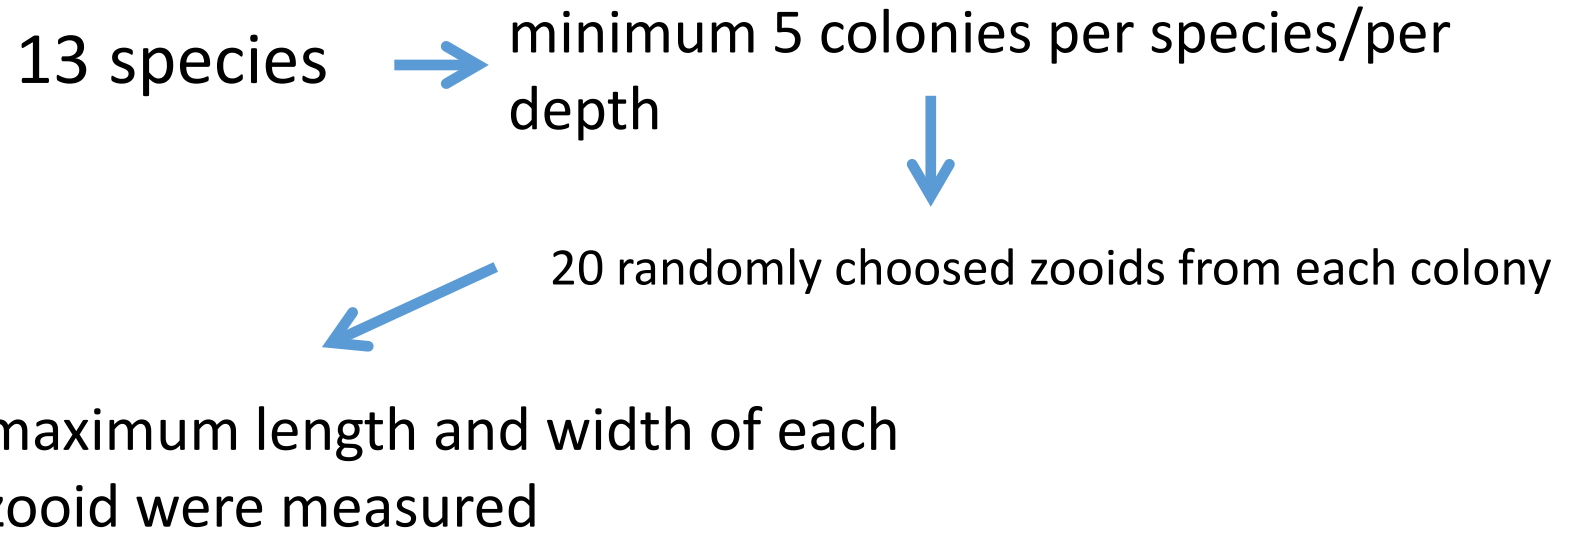 13 species
minimum 5 colonies per species/per
depth
20 randomly choosed zooids from each colony
maximum length and width of each
zooid were measured